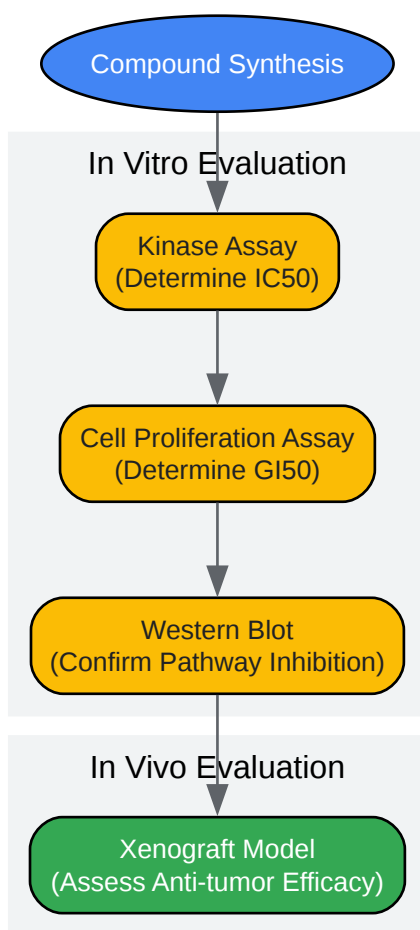 Compound Synthesis
In Vitro Evaluation
Kinase Assay
(Determine IC50)
Cell Proliferation Assay
(Determine GI50)
Western Blot
(Confirm Pathway Inhibition)
In Vivo Evaluation
Xenograft Model
(Assess Anti-tumor Efficacy)